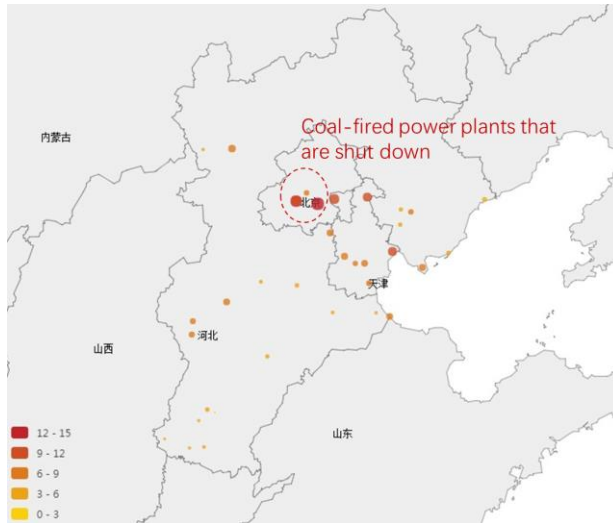 内蒙古
Coal-fired power plants that
are shut down
北京
天津
河北
山西
山东
12 - 15
9 - 12
6 - 9
3 - 6
0 - 3